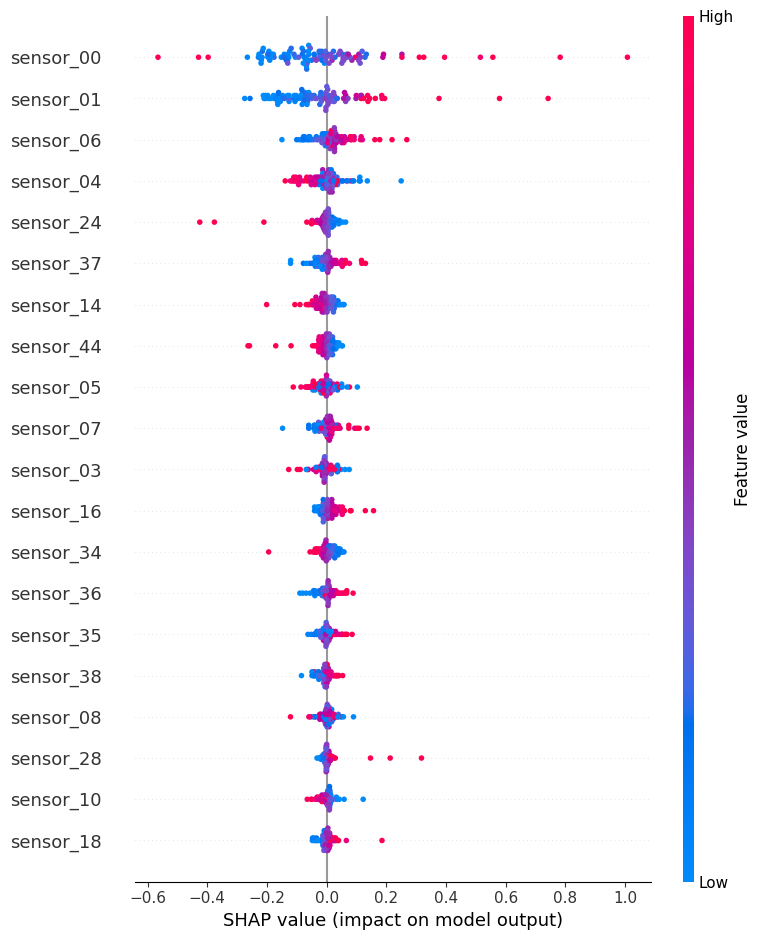 High
sensor_00
sensor_01
sensor_06
sensor_04
sensor_24
sensor_37
sensor_14
sensor_44
sensor_05
sensor_07
sensor_03
sensor_16
sensor_34
sensor_36
sensor_35
sensor_38
sensor_08
sensor_28
sensor_10
sensor_18
Feature value
Low
−0.6 −0.4 −0.2 0.0 0.2 0.4 0.6 0.8 1.0
SHAP value (impact on model output)